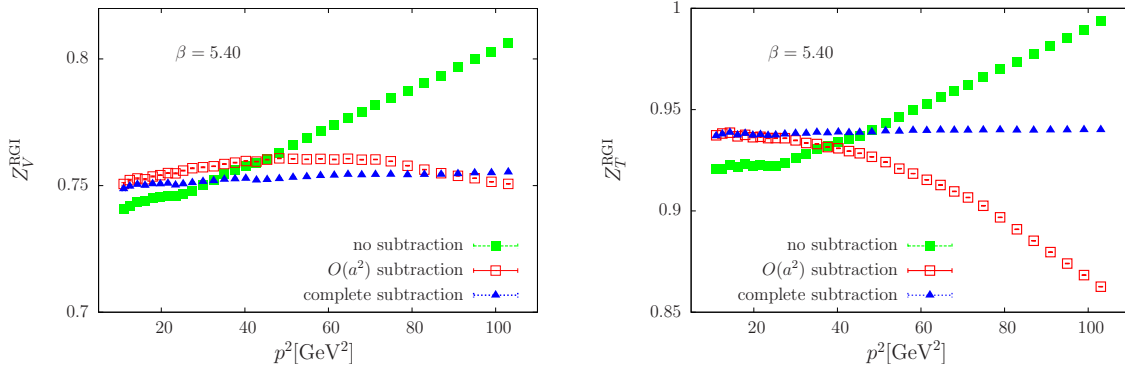 0.8
0.75
0.7
Z_V^RGI
β = 5.40
no subtraction
O(a²) subtraction
complete subtraction
20 40 60 80 100
p²[GeV²]
1
0.95
0.9
0.85
Z_T^RGI
β = 5.40
no subtraction
O(a²) subtraction
complete subtraction
20 40 60 80 100
p²[GeV²]